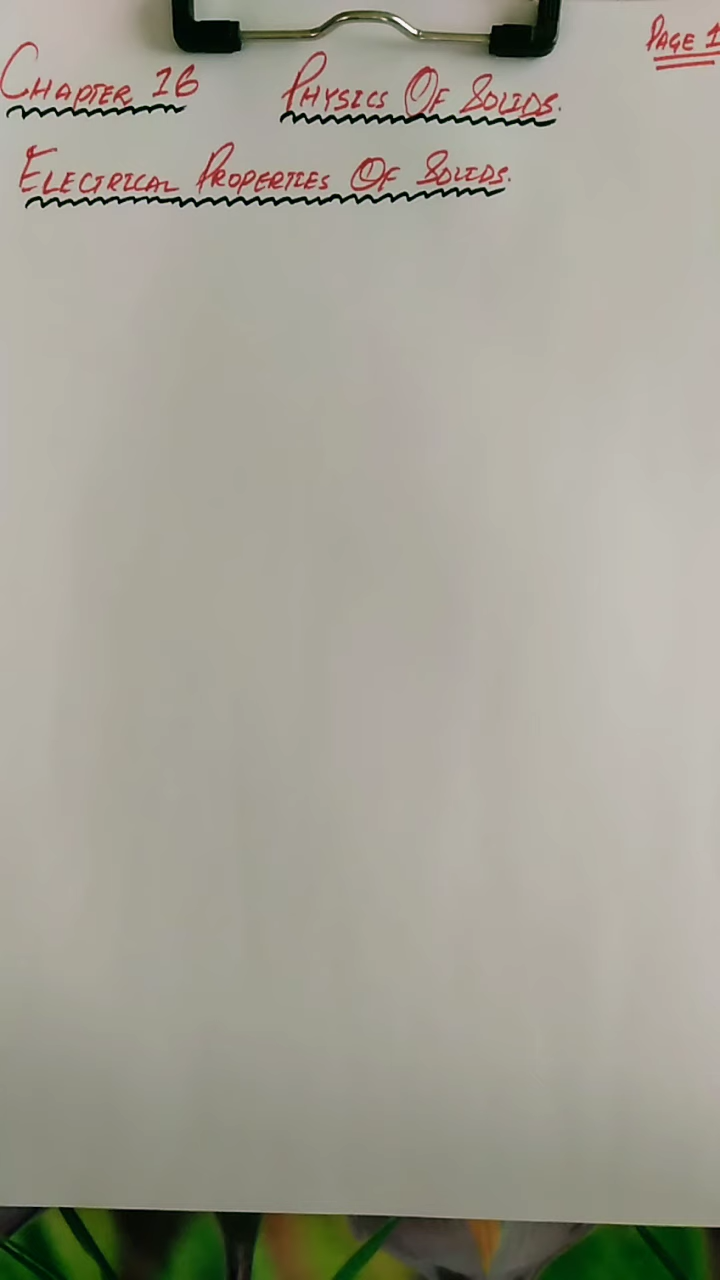 PAGE 1
CHAPTER 16 PHYSICS OF SOLIDS.
ELECTRICAL PROPERTIES OF SOLIDS.